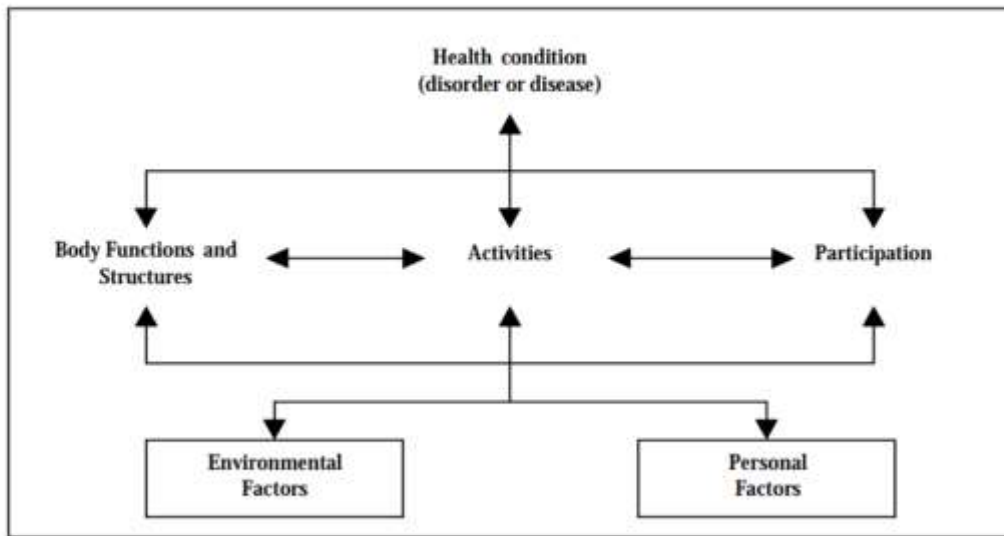 Health condition
(disorder or disease)
Body Functions and
Structures
Activities
Participation
Environmental
Factors
Personal
Factors